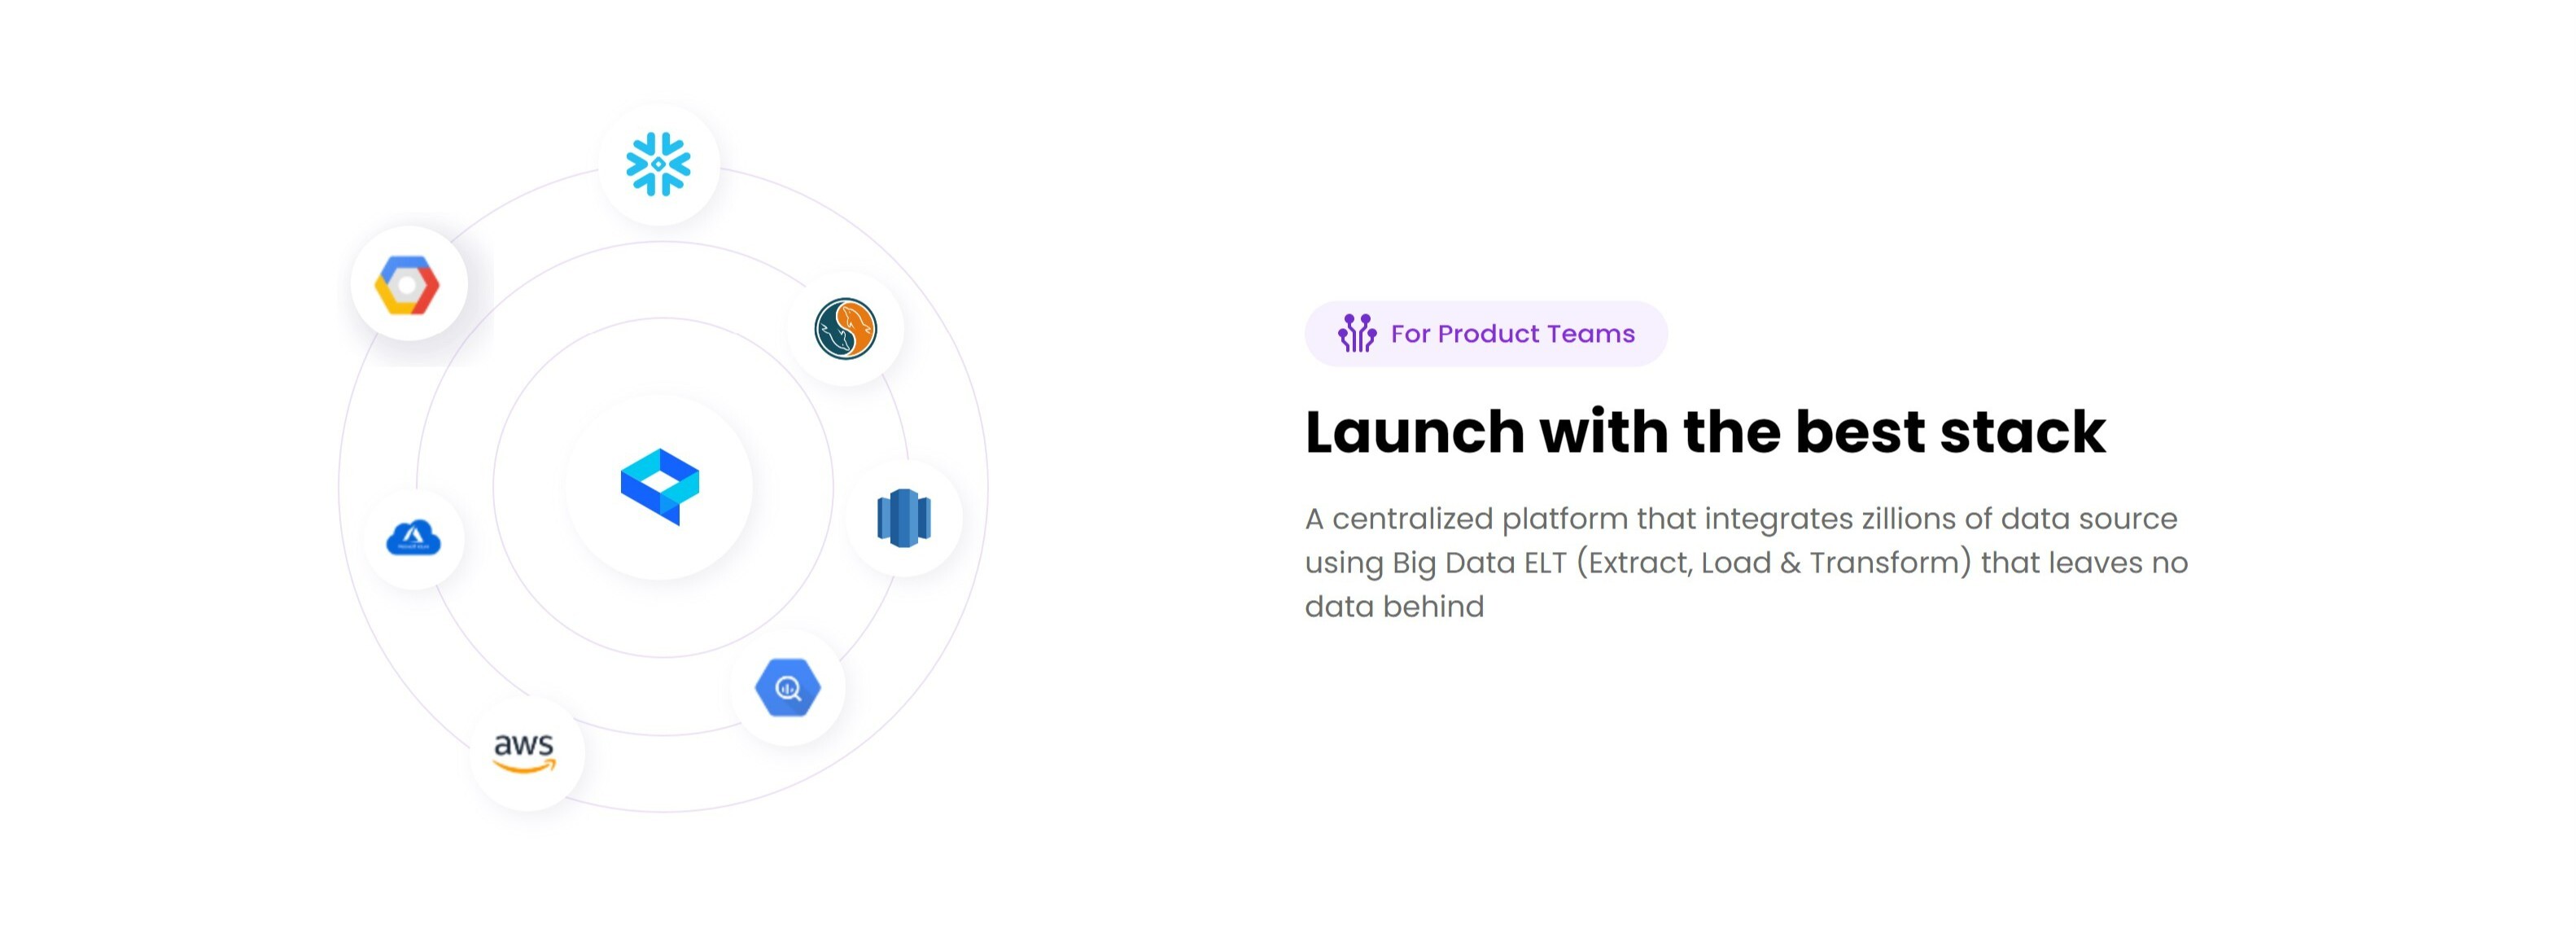 For Product Teams
Launch with the best stack
A centralized platform that integrates zillions of data source
using Big Data ELT (Extract, Load & Transform) that leaves no
data behind
aws